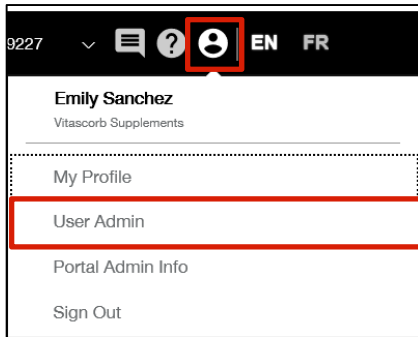 9227 ? EN FR
Emily Sanchez
Vitascorb Supplements
My Profile
User Admin
Portal Admin Info
Sign Out